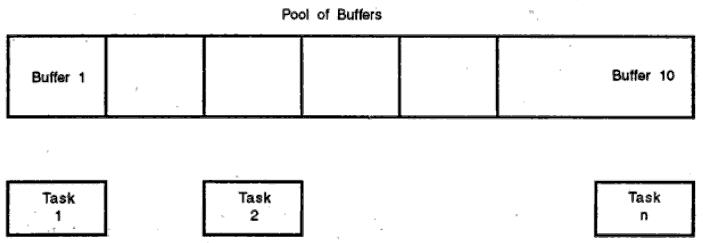 Pool of Buffers
Buffer 1
Buffer 10
Task
1
Task
2
Task
n